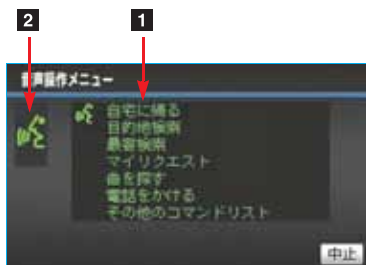 2
1
音声操作メニュー
自宅に帰る
目的地検索
最寄検索
マイリクエスト
曲を探す
電話をかける
その他のコマンドリスト
中止